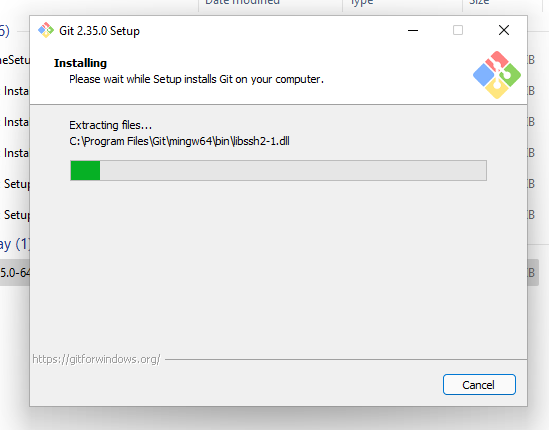 Date modified
Type
Size
6)
Git 2.35.0 Setup
Installing
Please wait while Setup installs Git on your computer.
Extracting files...
C:\Program Files\Git\mingw64\bin\libssh2-1.dll
eSetu
Insta
Insta
Insta
Setup
Setup
ay (1)
5.0-64
https://gitforwindows.org/
Cancel